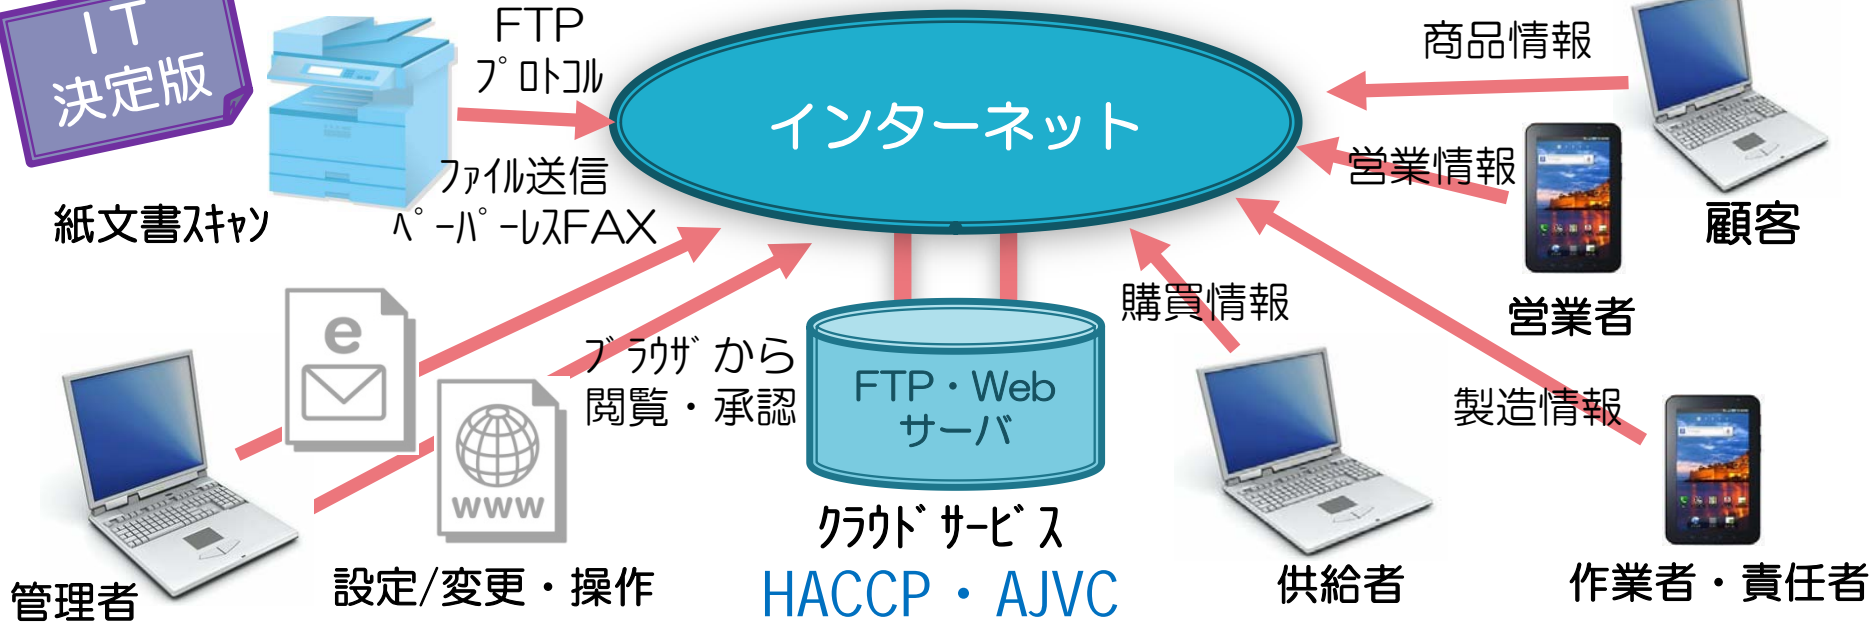 IT
決定版
FTP
プロトコル
インターネット
商品情報
営業情報
ファイル送信
ペーパーレスFAX
紙文書スキャン
顧客
購買情報
営業者
e
ブラウザから
閲覧・承認
FTP・Web
サーバ
製造情報
www
クラウドサービス
HACCP・AJVC
管理者
設定/変更・操作
供給者
作業者・責任者